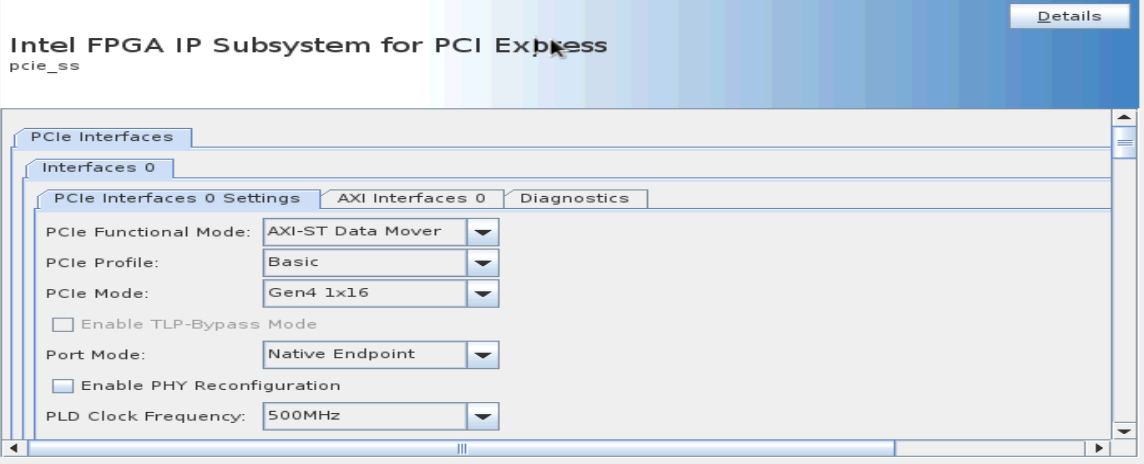 Details
Intel FPGA IP Subsystem for PCI Express
pcie_ss
PCIe Interfaces
Interfaces 0
PCIe Interfaces 0 Settings AXI Interfaces 0 Diagnostics
PCIe Functional Mode: AXI-ST Data Mover
PCIe Profile: Basic
PCIe Mode: Gen4 1x16
Enable TLP-Bypass Mode
Port Mode: Native Endpoint
Enable PHY Reconfiguration
PLD Clock Frequency: 500MHz